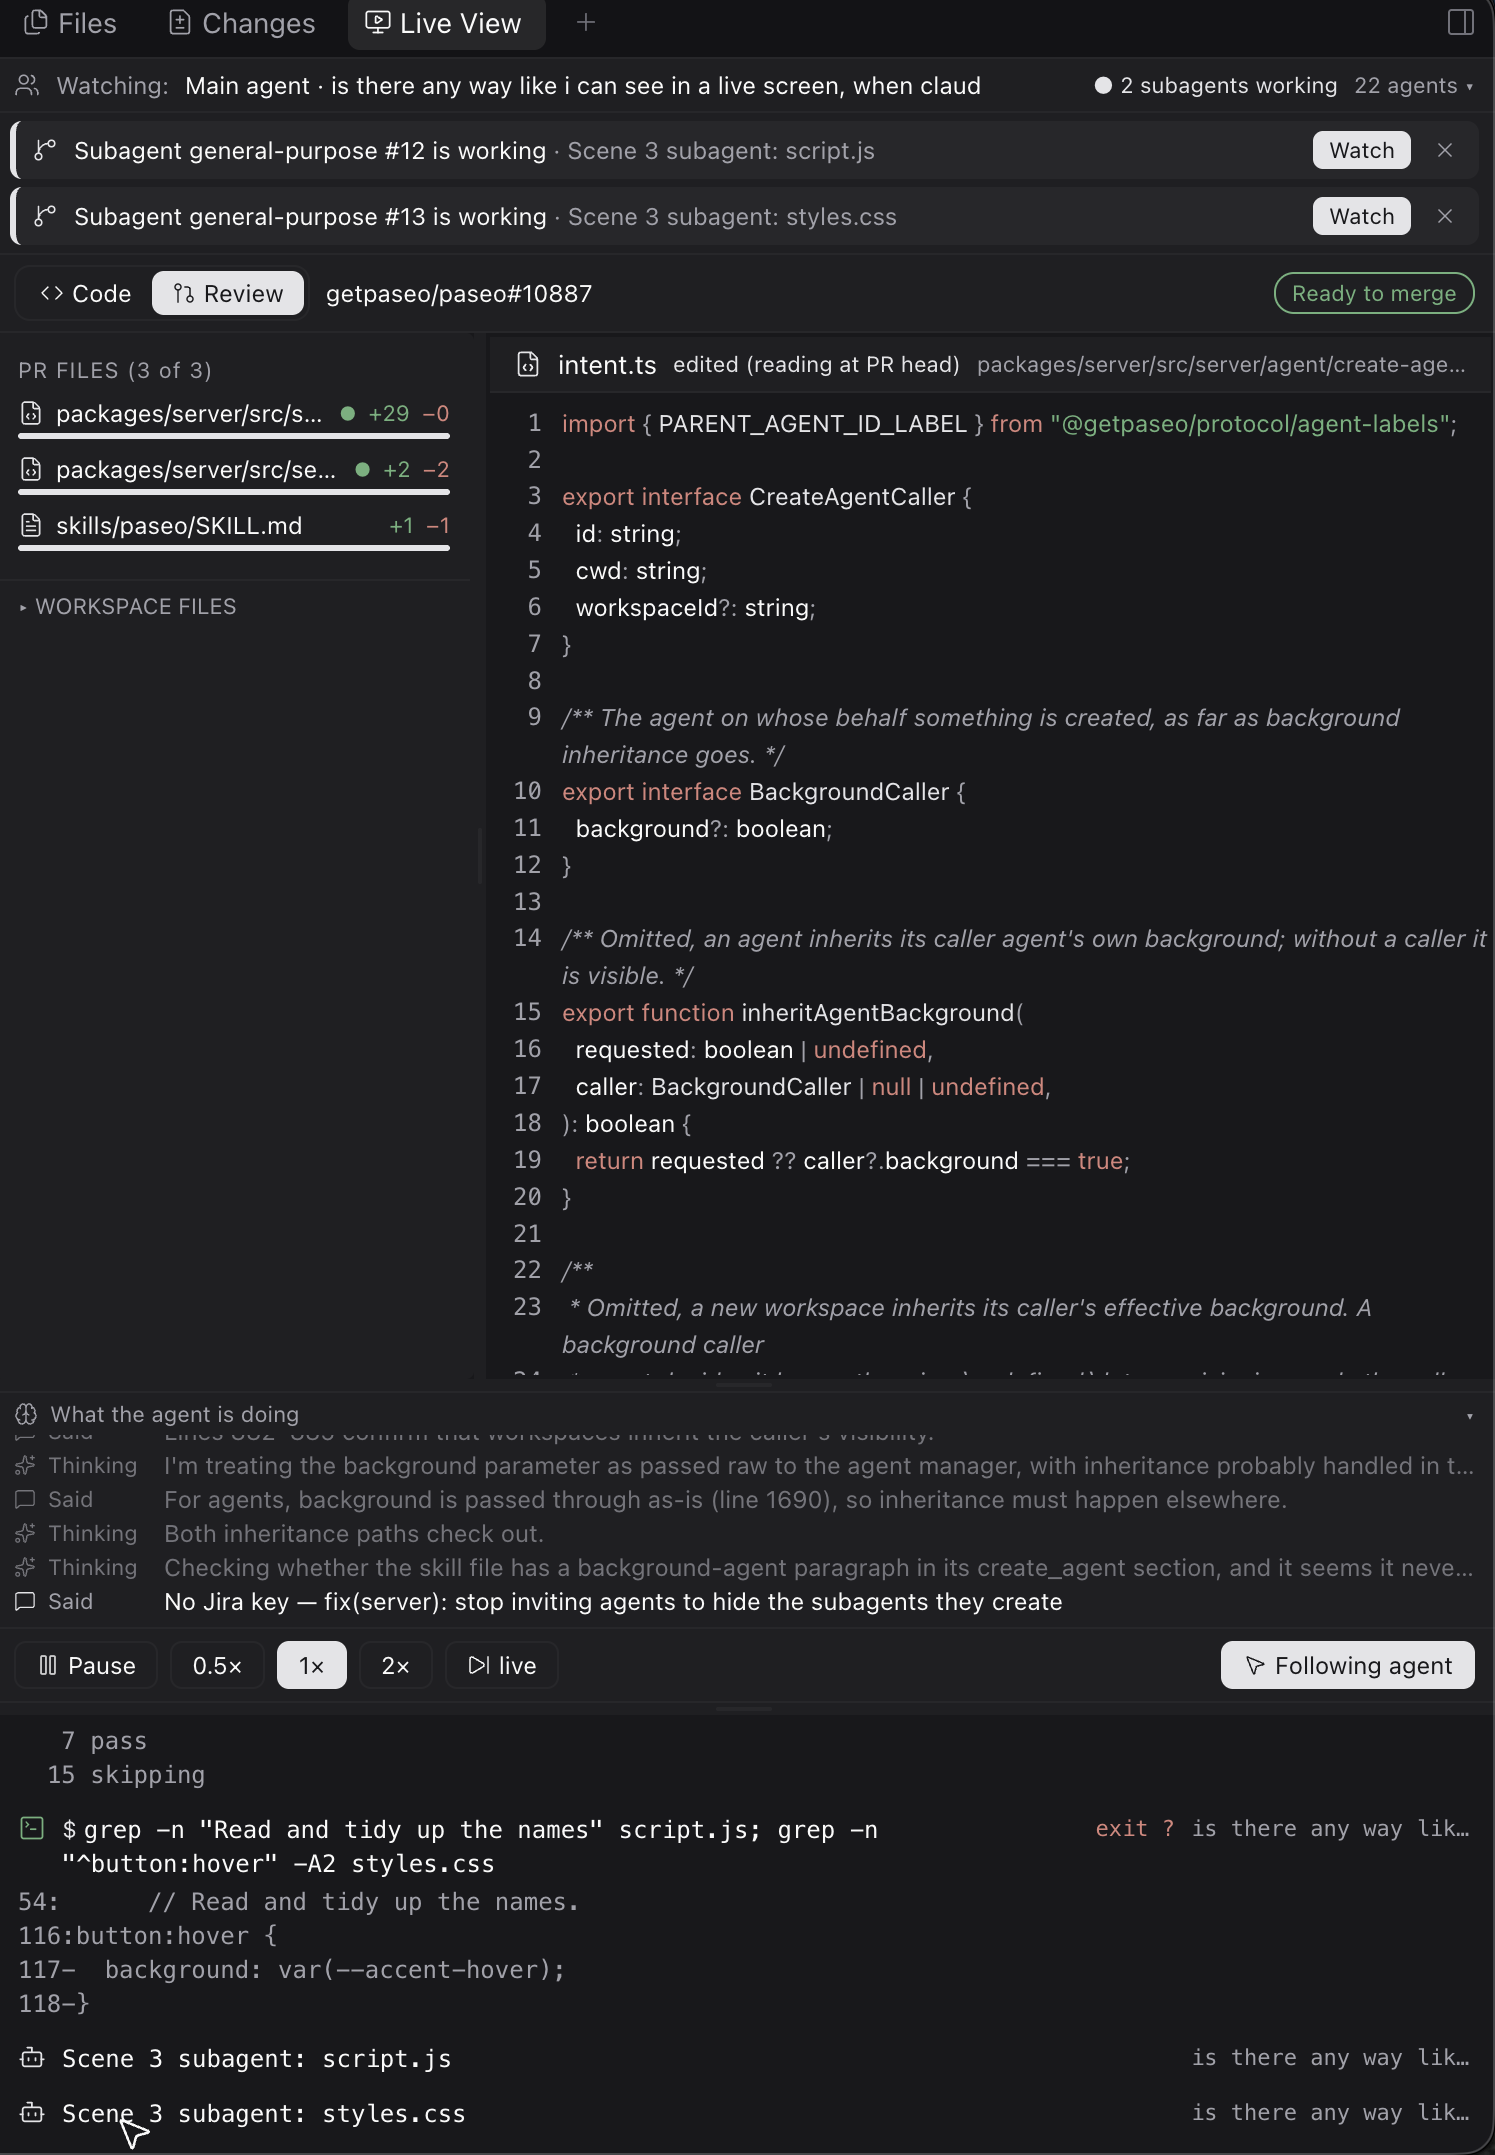 Files Changes Live View +
Watching: Main agent · is there any way like i can see in a live screen, when claud 2 subagents working 22 agents
Subagent general-purpose #12 is working · Scene 3 subagent: script.js Watch
Subagent general-purpose #13 is working · Scene 3 subagent: styles.css Watch
Code Review getpaseo/paseo#10887 Ready to merge
PR FILES (3 of 3)
packages/server/src/s... +29 −0
packages/server/src/se... +2 −2
skills/paseo/SKILL.md +1 −1
WORKSPACE FILES
intent.ts edited (reading at PR head) packages/server/src/server/agent/create-age...
1 import { PARENT_AGENT_ID_LABEL } from "@getpaseo/protocol/agent-labels";
2
3 export interface CreateAgentCaller {
4 id: string;
5 cwd: string;
6 workspaceId?: string;
7 }
8
9 /** The agent on whose behalf something is created, as far as background
inheritance goes. */
10 export interface BackgroundCaller {
11 background?: boolean;
12 }
13
14 /** Omitted, an agent inherits its caller agent's own background; without a caller it
is visible. */
15 export function inheritAgentBackground(
16 requested: boolean | undefined,
17 caller: BackgroundCaller | null | undefined,
18 ): boolean {
19 return requested ?? caller?.background === true;
20 }
21
22 /**
23 * Omitted, a new workspace inherits its caller's effective background. A
background caller
What the agent is doing
Thinking I'm treating the background parameter as passed raw to the agent manager, with inheritance probably handled in t...
Said For agents, background is passed through as-is (line 1690), so inheritance must happen elsewhere.
Thinking Both inheritance paths check out.
Thinking Checking whether the skill file has a background-agent paragraph in its create_agent section, and it seems it neve...
Said No Jira key — fix(server): stop inviting agents to hide the subagents they create
Pause 0.5× 1× 2× live Following agent
7 pass
15 skipping
$ grep -n "Read and tidy up the names" script.js; grep -n exit ? is there any way lik…
"^button:hover" -A2 styles.css
54: // Read and tidy up the names.
116:button:hover {
117- background: var(--accent-hover);
118-}
Scene 3 subagent: script.js is there any way lik…
Scene 3 subagent: styles.css is there any way lik…